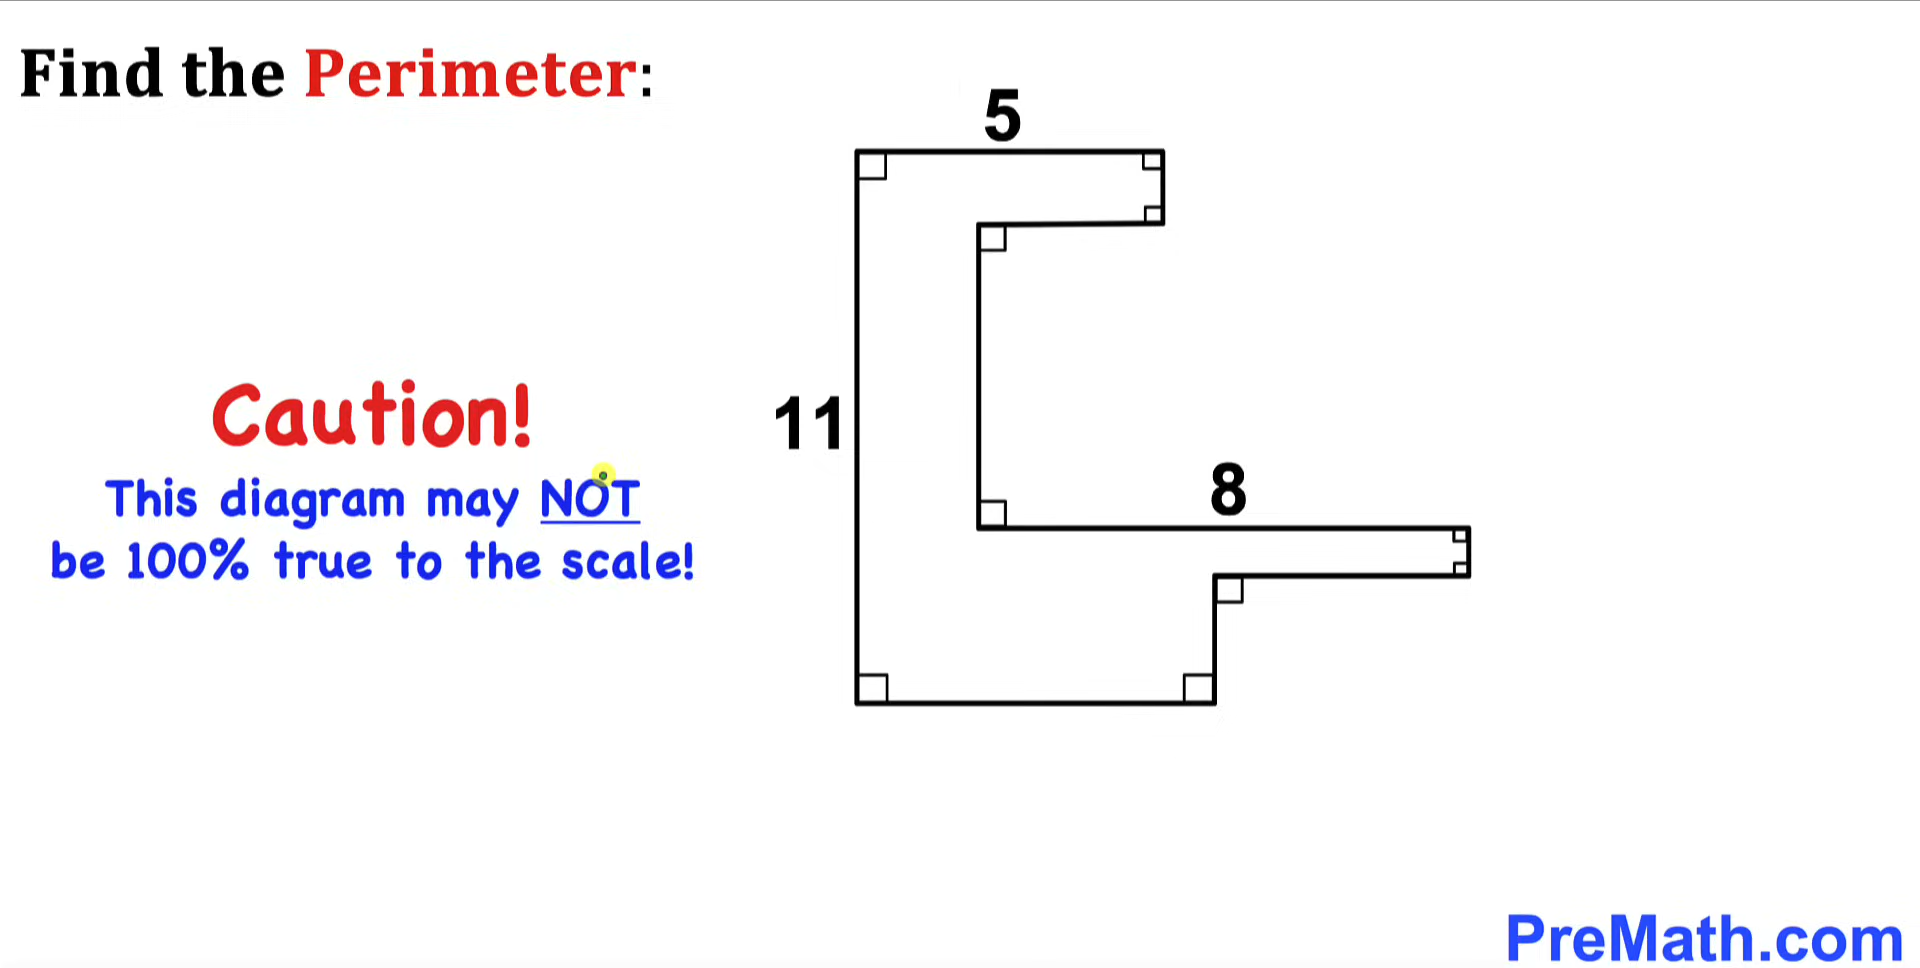 Find the Perimeter:
5
11
8
Caution!
This diagram may NOT
be 100% true to the scale!
PreMath.com